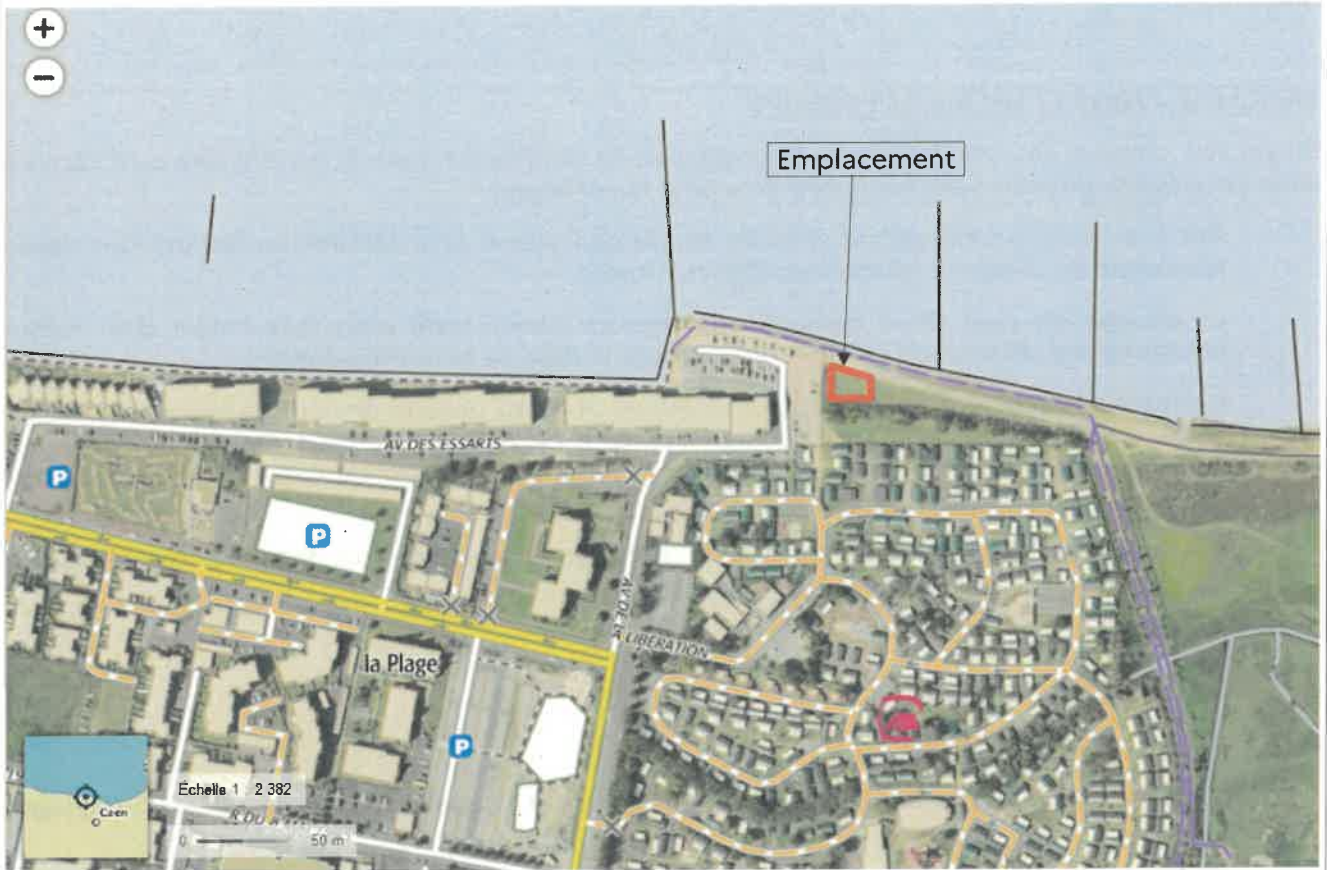 +
−
Emplacement
AV. DES ESSARTS
P
P
AV. DE LA LIBÉRATION
la Plage
P
Échelle 1 : 2 382
Caen
0 50 m